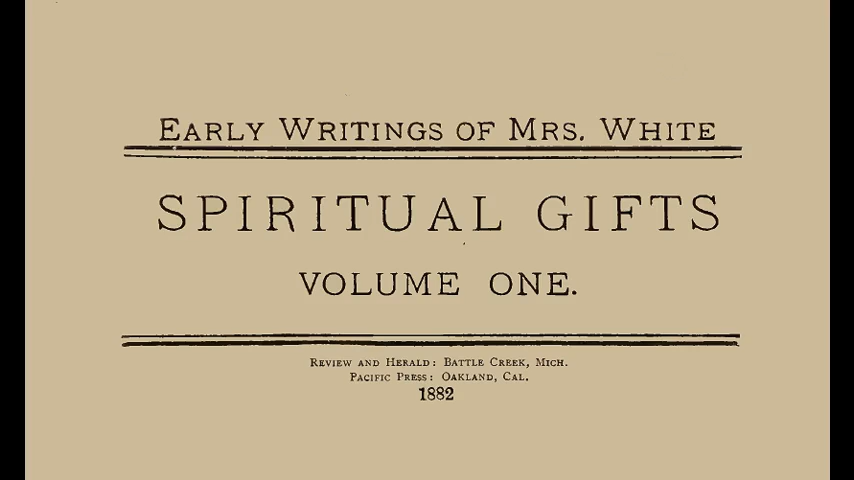 EARLY WRITINGS OF MRS. WHITE
SPIRITUAL GIFTS
VOLUME ONE.
REVIEW AND HERALD: BATTLE CREEK, MICH.
PACIFIC PRESS: OAKLAND, CAL.
1882